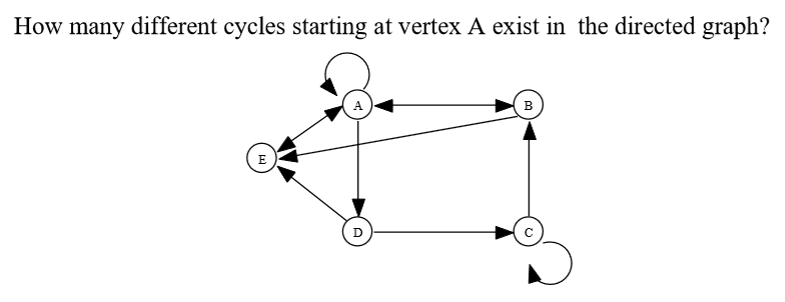 How many different cycles starting at vertex A exist in the directed graph?
A
B
E
D
C